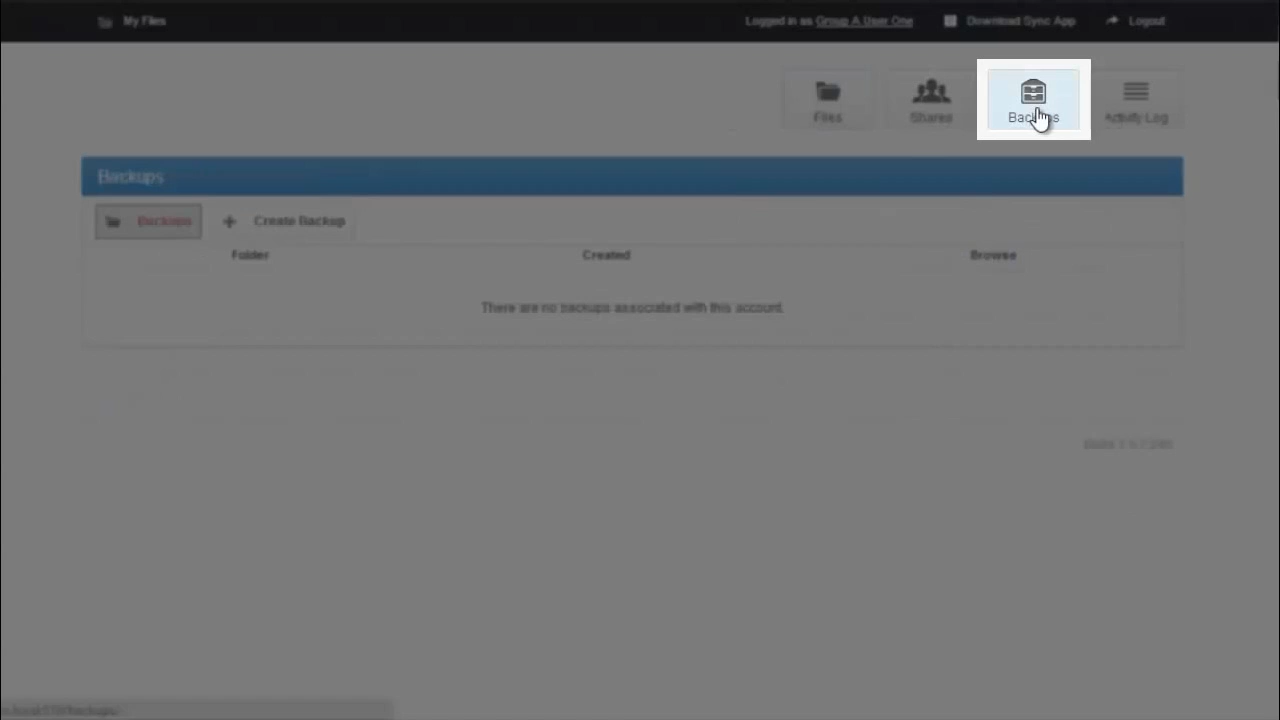 My Files
Logged in as Group A User One
Download Sync App
Logout
Files
Shares
Backups
Activity Log
Backups
Backups
Create Backup
Folder
Created
Browse
There are no backups associated with this account.